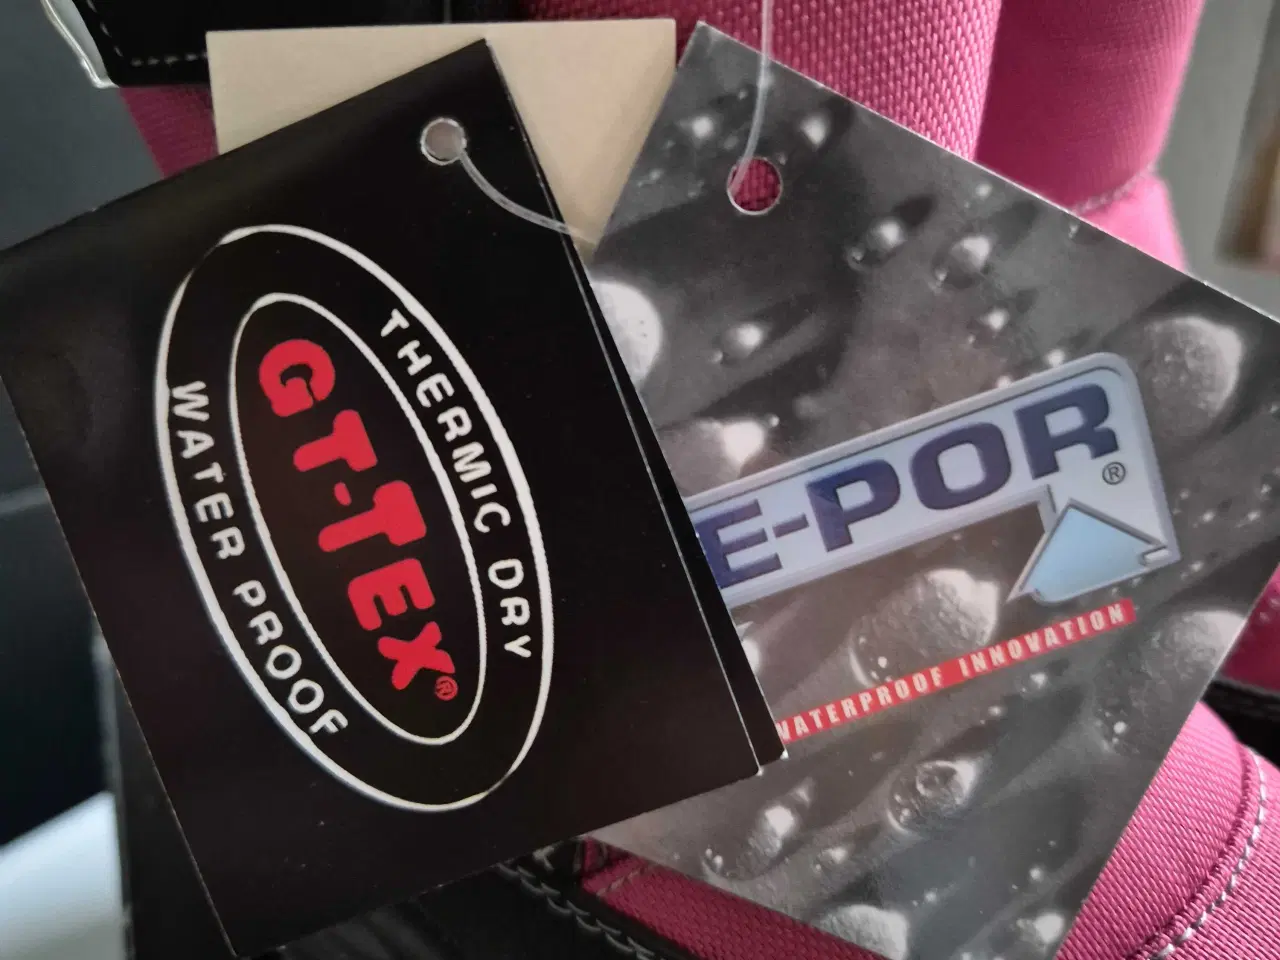 THERMIC DRY
GT-TEX®
WATER PROOF
E-POR®
WATERPROOF INNOVATION